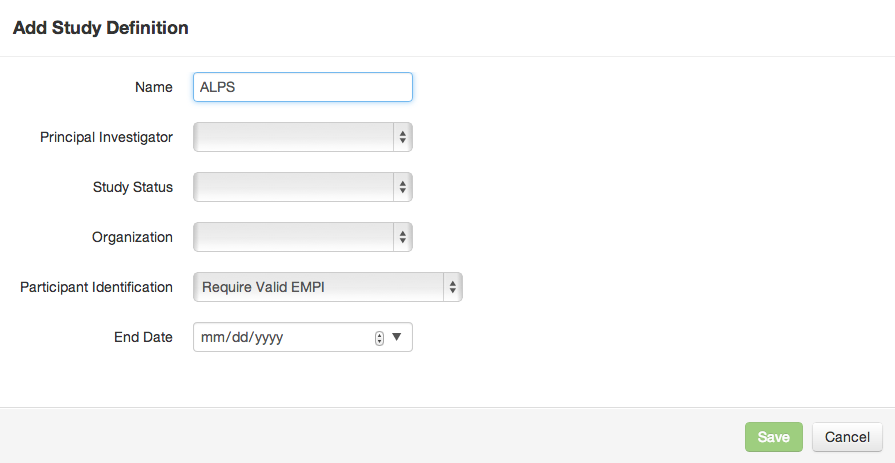 Add Study Definition
Name ALPS
Principal Investigator
Study Status
Organization
Participant Identification Require Valid EMPI
End Date mm/dd/yyyy
Save Cancel